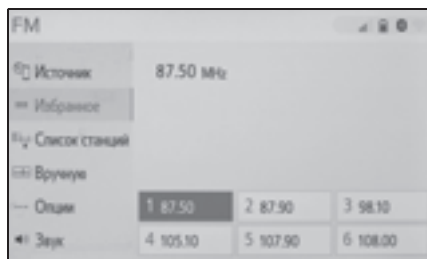 FM
Источник
87.50 MHz
Избранное
Список станций
Вручную
Опции
1 87.50
2 87.90
3 98.10
Звук
4 105.10
5 107.90
6 108.00